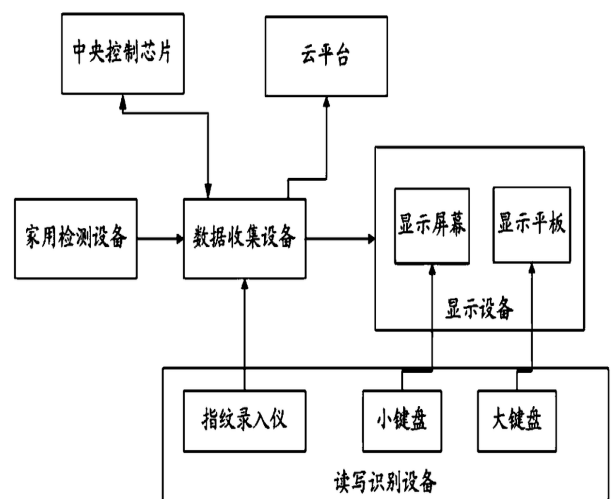 中央控制芯片
云平台
家用检测设备
数据收集设备
显示屏幕
显示平板
显示设备
指纹录入仪
小键盘
大键盘
读写识别设备